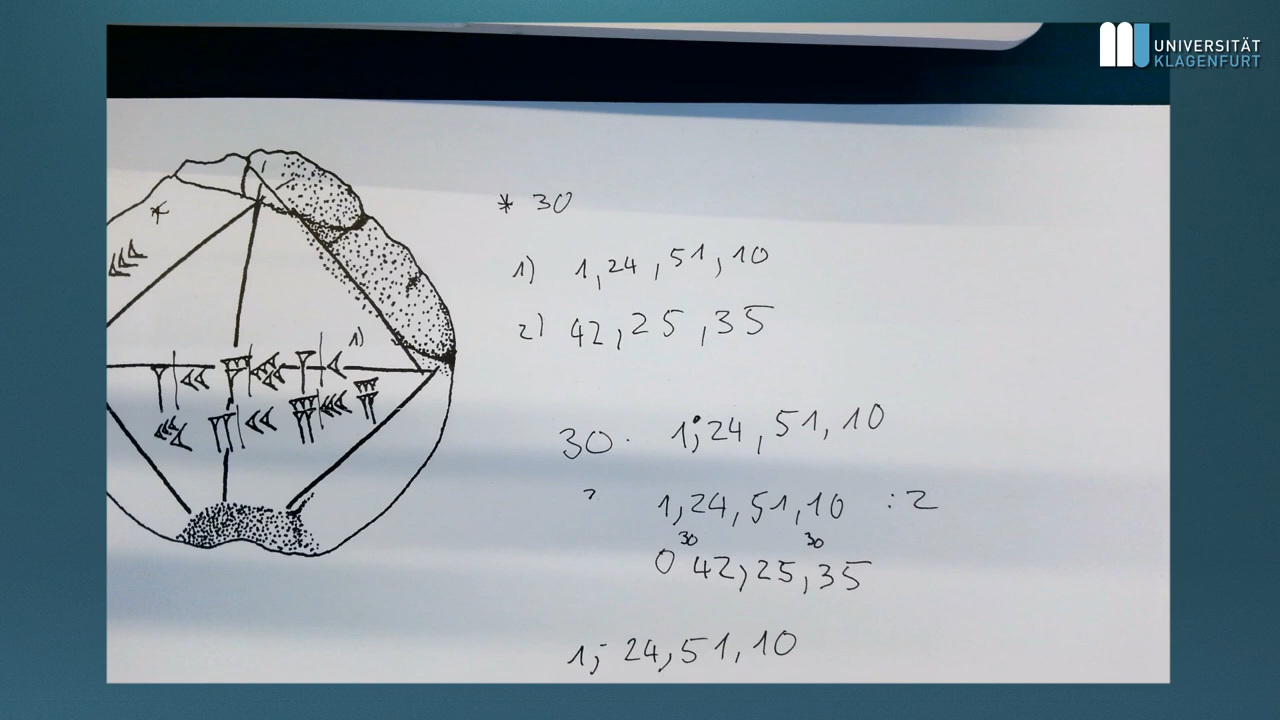 UNIVERSITÄT
KLAGENFURT
* 30
1) 1,24,51,10
2) 42,25,35
30 · 1;24,51,10
1,24,51,10 :2
30 30
0 42,25,35
1; 24,51,10
*
𒌍
1)
𒁹 𒎙 𒐼 𒐐 𒁹 𒌋
𒐏 𒈫 𒎙 𒐊 𒌍 𒐊